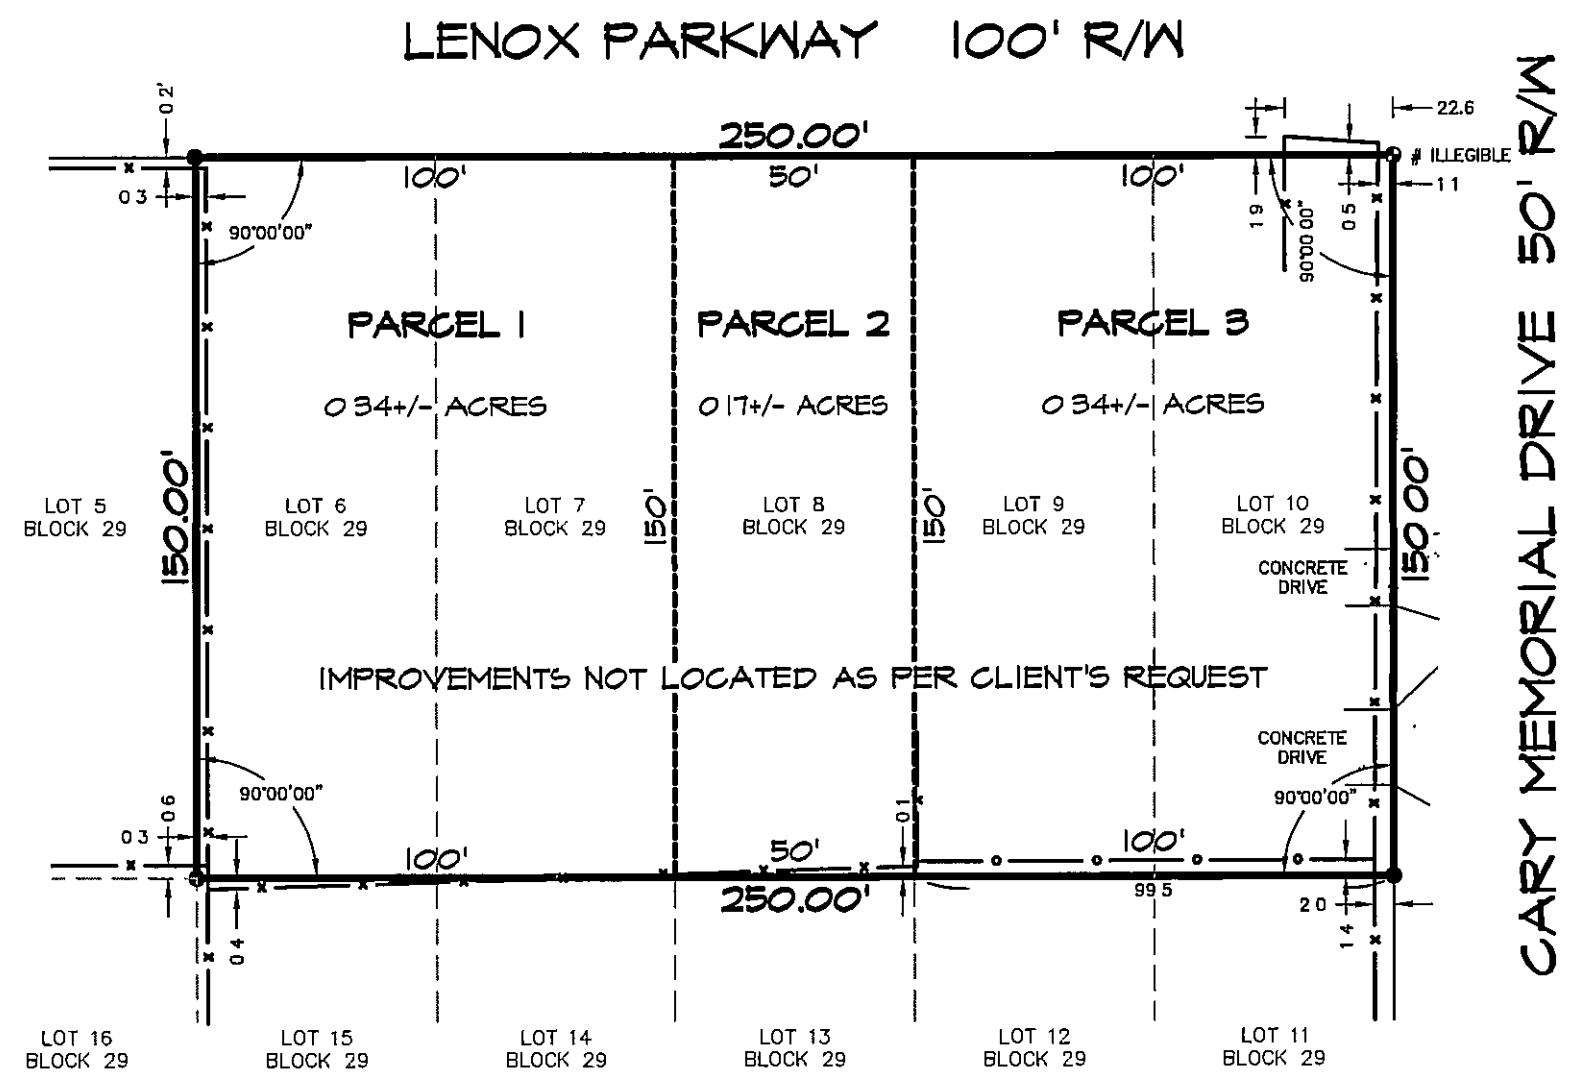 LENOX PARKWAY 100' R/W
CARY MEMORIAL DRIVE 50' R/W
0 2'
250.00'
22.6
# ILLEGIBLE
100'
50'
100'
0 3
1 9
0 5
1 1
90°00'00"
90°00 00"
PARCEL 1
PARCEL 2
PARCEL 3
0 34+/- ACRES
0 17+/- ACRES
0 34+/- ACRES
150.00'
150'
150'
150 00'
LOT 5
BLOCK 29
LOT 6
BLOCK 29
LOT 7
BLOCK 29
LOT 8
BLOCK 29
LOT 9
BLOCK 29
LOT 10
BLOCK 29
CONCRETE
DRIVE
IMPROVEMENTS NOT LOCATED AS PER CLIENT'S REQUEST
CONCRETE
DRIVE
90°00'00"
90°00'00"
0 6
0 3
0 1
100'
50'
100'
250.00'
99 5
2 0
1 4
0 4
LOT 16
BLOCK 29
LOT 15
BLOCK 29
LOT 14
BLOCK 29
LOT 13
BLOCK 29
LOT 12
BLOCK 29
LOT 11
BLOCK 29